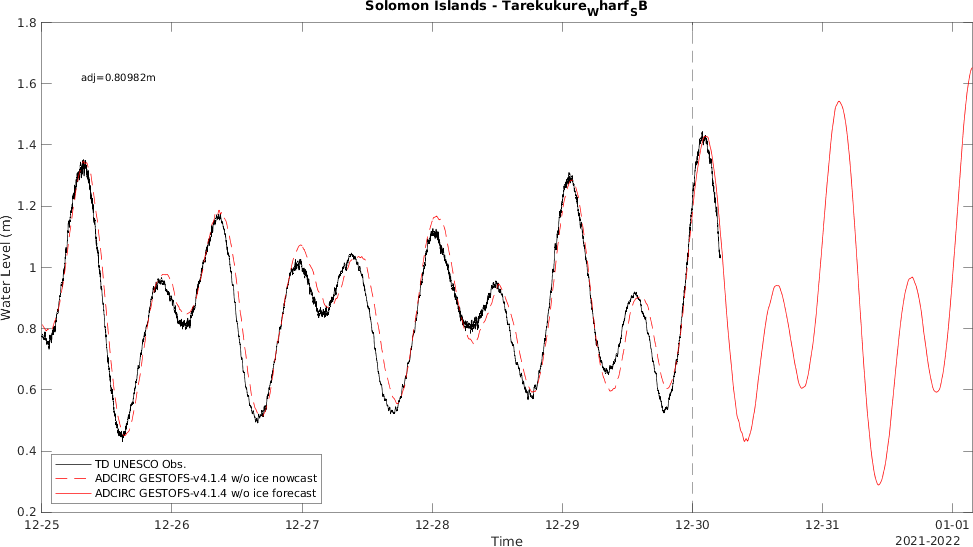 Solomon Islands - Tarekukure_Wharf_SB
1.8
1.6
1.4
1.2
1
0.8
0.6
0.4
0.2
Water Level (m)
adj=0.80982m
TD UNESCO Obs.
ADCIRC GESTOFS-v4.1.4 w/o ice nowcast
ADCIRC GESTOFS-v4.1.4 w/o ice forecast
12-25 12-26 12-27 12-28 12-29 12-30 12-31 01-01
Time
2021-2022